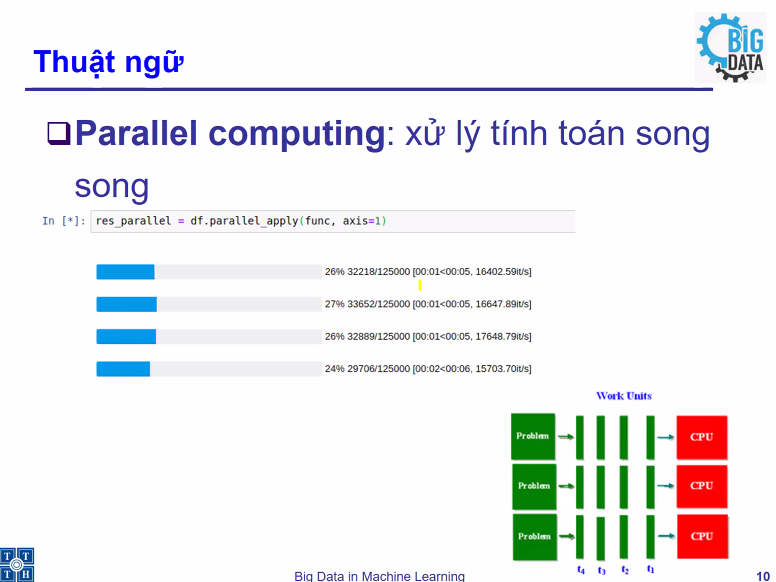 BIG
DATA
Thuật ngữ
Parallel computing: xử lý tính toán song
song
In [*]: res_parallel = df.parallel_apply(func, axis=1)
26% 32218/125000 [00:01<00:05, 16402.59it/s]
27% 33652/125000 [00:01<00:05, 16647.89it/s]
26% 32889/125000 [00:01<00:05, 17648.79it/s]
24% 29706/125000 [00:02<00:06, 15703.70it/s]
Work Units
Problem CPU
Problem CPU
Problem CPU
t4 t3 t2 t1
T T
T H
Big Data in Machine Learning 10